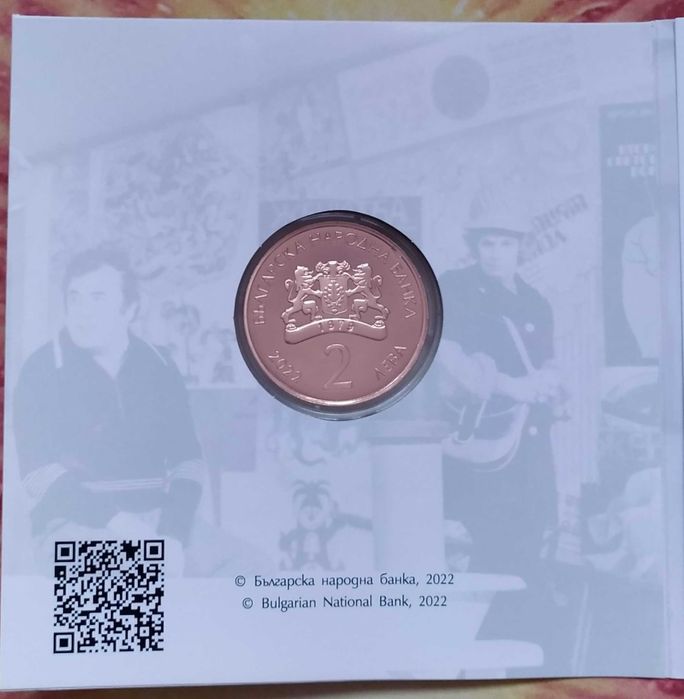 БЪЛГАРСКА НАРОДНА БАНКА
1879
2022 2 ЛЕВА
© Българска народна банка, 2022
© Bulgarian National Bank, 2022